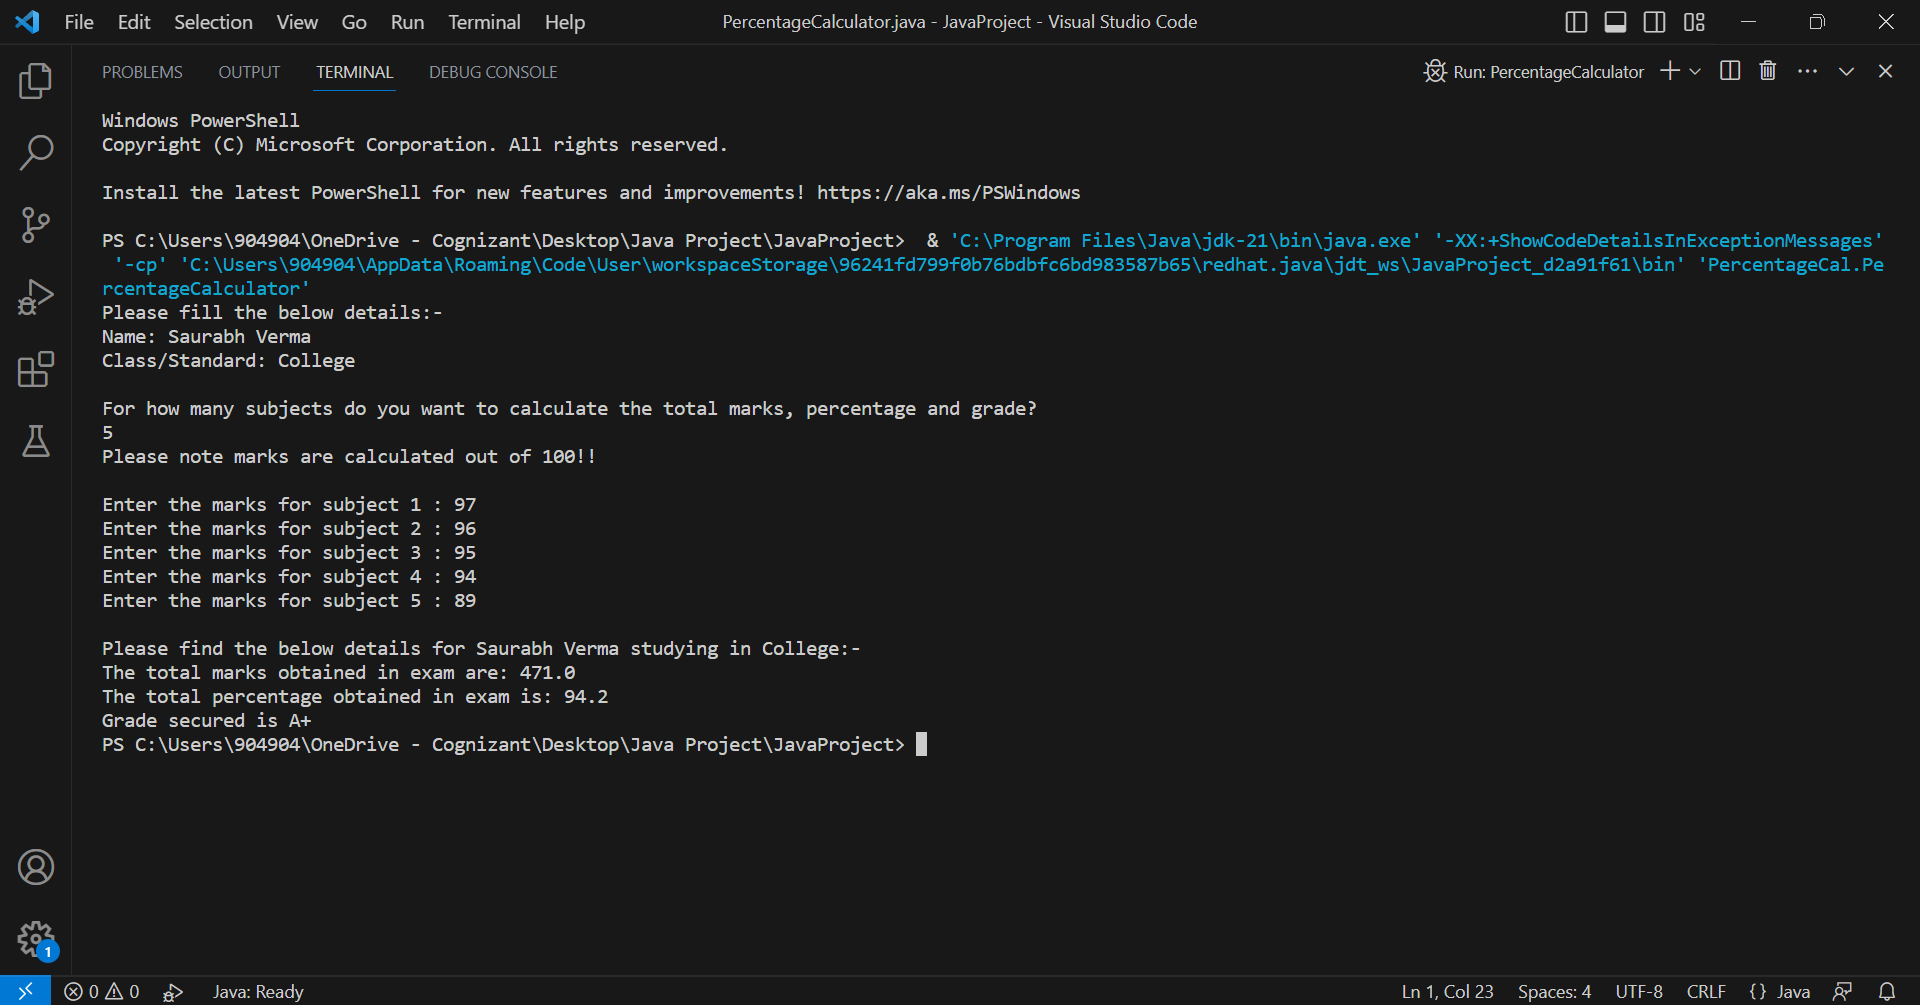 File Edit Selection View Go Run Terminal Help PercentageCalculator.java - JavaProject - Visual Studio Code
PROBLEMS OUTPUT TERMINAL DEBUG CONSOLE Run: PercentageCalculator
Windows PowerShell
Copyright (C) Microsoft Corporation. All rights reserved.
Install the latest PowerShell for new features and improvements! https://aka.ms/PSWindows
PS C:\Users\904904\OneDrive - Cognizant\Desktop\Java Project\JavaProject>  & 'C:\Program Files\Java\jdk-21\bin\java.exe' '-XX:+ShowCodeDetailsInExceptionMessages'
'-cp' 'C:\Users\904904\AppData\Roaming\Code\User\workspaceStorage\96241fd799f0b76bdbfc6bd983587b65\redhat.java\jdt_ws\JavaProject_d2a91f61\bin' 'PercentageCal.Pe
rcentageCalculator'
Please fill the below details:-
Name: Saurabh Verma
Class/Standard: College
For how many subjects do you want to calculate the total marks, percentage and grade?
5
Please note marks are calculated out of 100!!
Enter the marks for subject 1 : 97
Enter the marks for subject 2 : 96
Enter the marks for subject 3 : 95
Enter the marks for subject 4 : 94
Enter the marks for subject 5 : 89
Please find the below details for Saurabh Verma studying in College:-
The total marks obtained in exam are: 471.0
The total percentage obtained in exam is: 94.2
Grade secured is A+
PS C:\Users\904904\OneDrive - Cognizant\Desktop\Java Project\JavaProject>
1
0 0 Java: Ready Ln 1, Col 23 Spaces: 4 UTF-8 CRLF {} Java